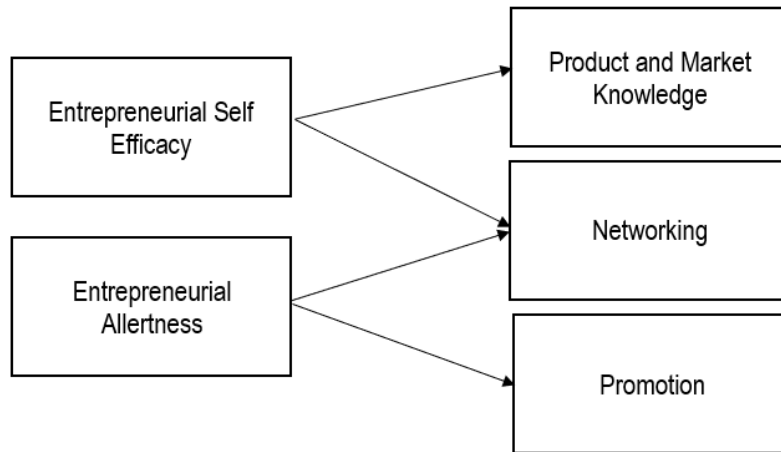 Entrepreneurial Self
Efficacy
Entrepreneurial
Allertness
Product and Market
Knowledge
Networking
Promotion